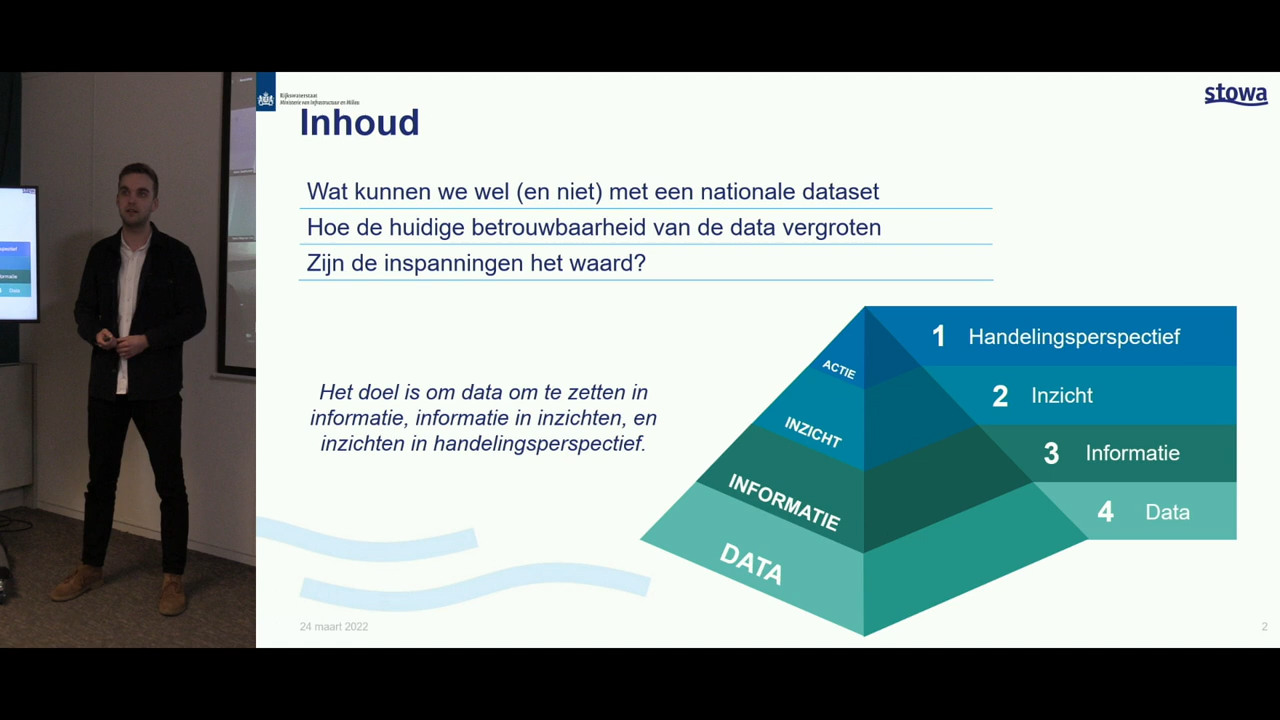 Rijkswaterstaat
Ministerie van Infrastructuur en Milieu
stowa
Inhoud
Wat kunnen we wel (en niet) met een nationale dataset
Hoe de huidige betrouwbaarheid van de data vergroten
Zijn de inspanningen het waard?
Het doel is om data om te zetten in
informatie, informatie in inzichten, en
inzichten in handelingsperspectief.
ACTIE
INZICHT
INFORMATIE
DATA
1 Handelingsperspectief
2 Inzicht
3 Informatie
4 Data
24 maart 2022
2